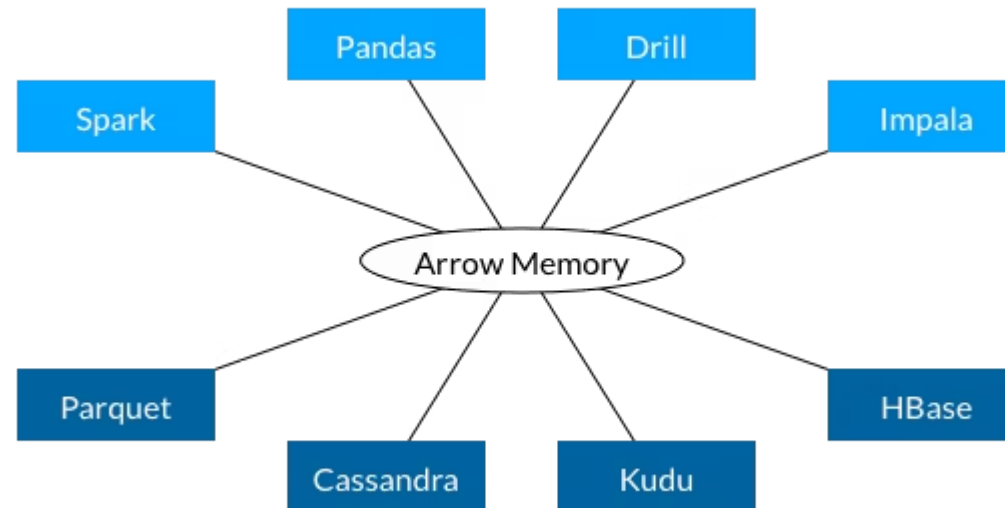 Pandas
Drill
Spark
Impala
Arrow Memory
Parquet
HBase
Cassandra
Kudu